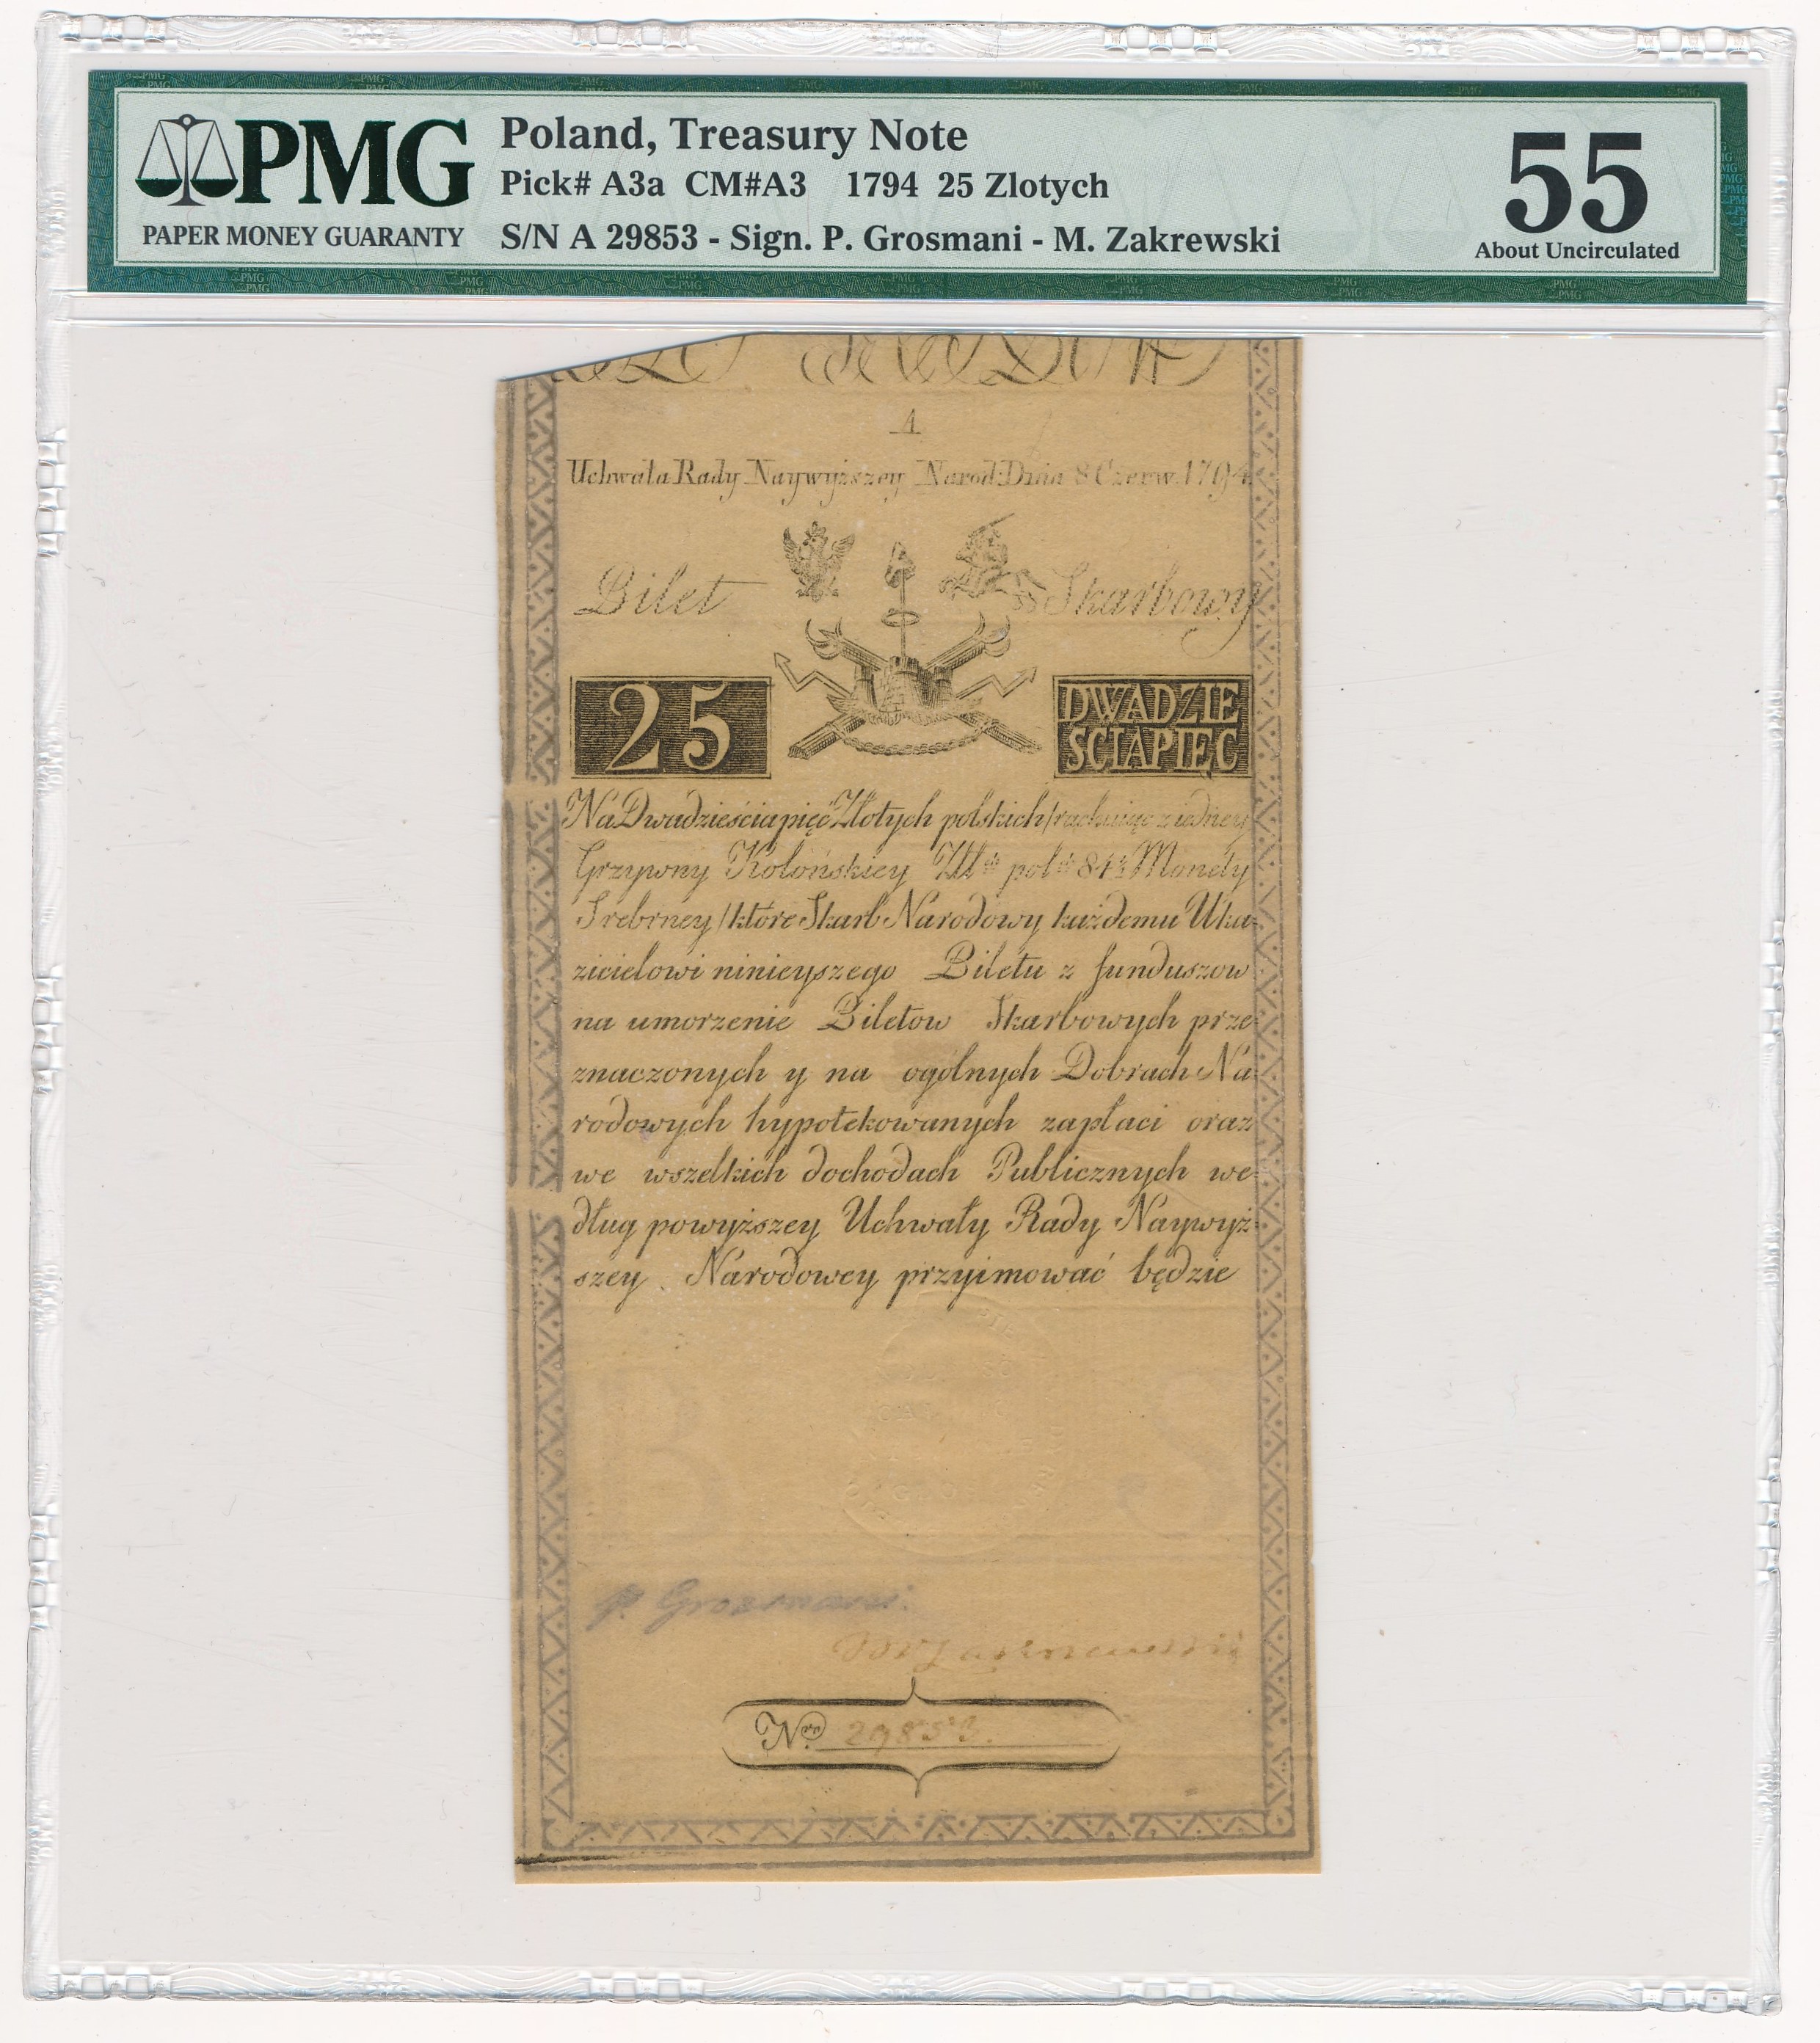 PMG
PAPER MONEY GUARANTY
Poland, Treasury Note
Pick# A3a CM#A3 1794 25 Zlotych
S/N A 29853 - Sign. P. Grosmani - M. Zakrewski
55
About Uncirculated
A
Uchwała Rady Naywyższey Narod: Dnia 8 Czerw. 1794
Bilet Skarbowy
25
DWADZIE
SCIAPIĘC
Na Dwadzieścia pięć Złotych polskich/rachuiąc z iedney
Grzywny Kolońskiey Zł pol 84½ Monety
Srebrney/które Skarb Narodowy każdemu Uka-
zicielowi ninieyszego Biletu z funduszow
na umorzenie Biletow Skarbowych prze-
znaczonych y na ogólnych Dobrach Na-
rodowych hypotekowanych zapłaci oraz
we wszelkich dochodach Publicznych we-
dług powyższey Uchwały Rady Naywyż-
szey Narodowey przyimować będzie
B S
P. Grosmani.
Nro 29853.